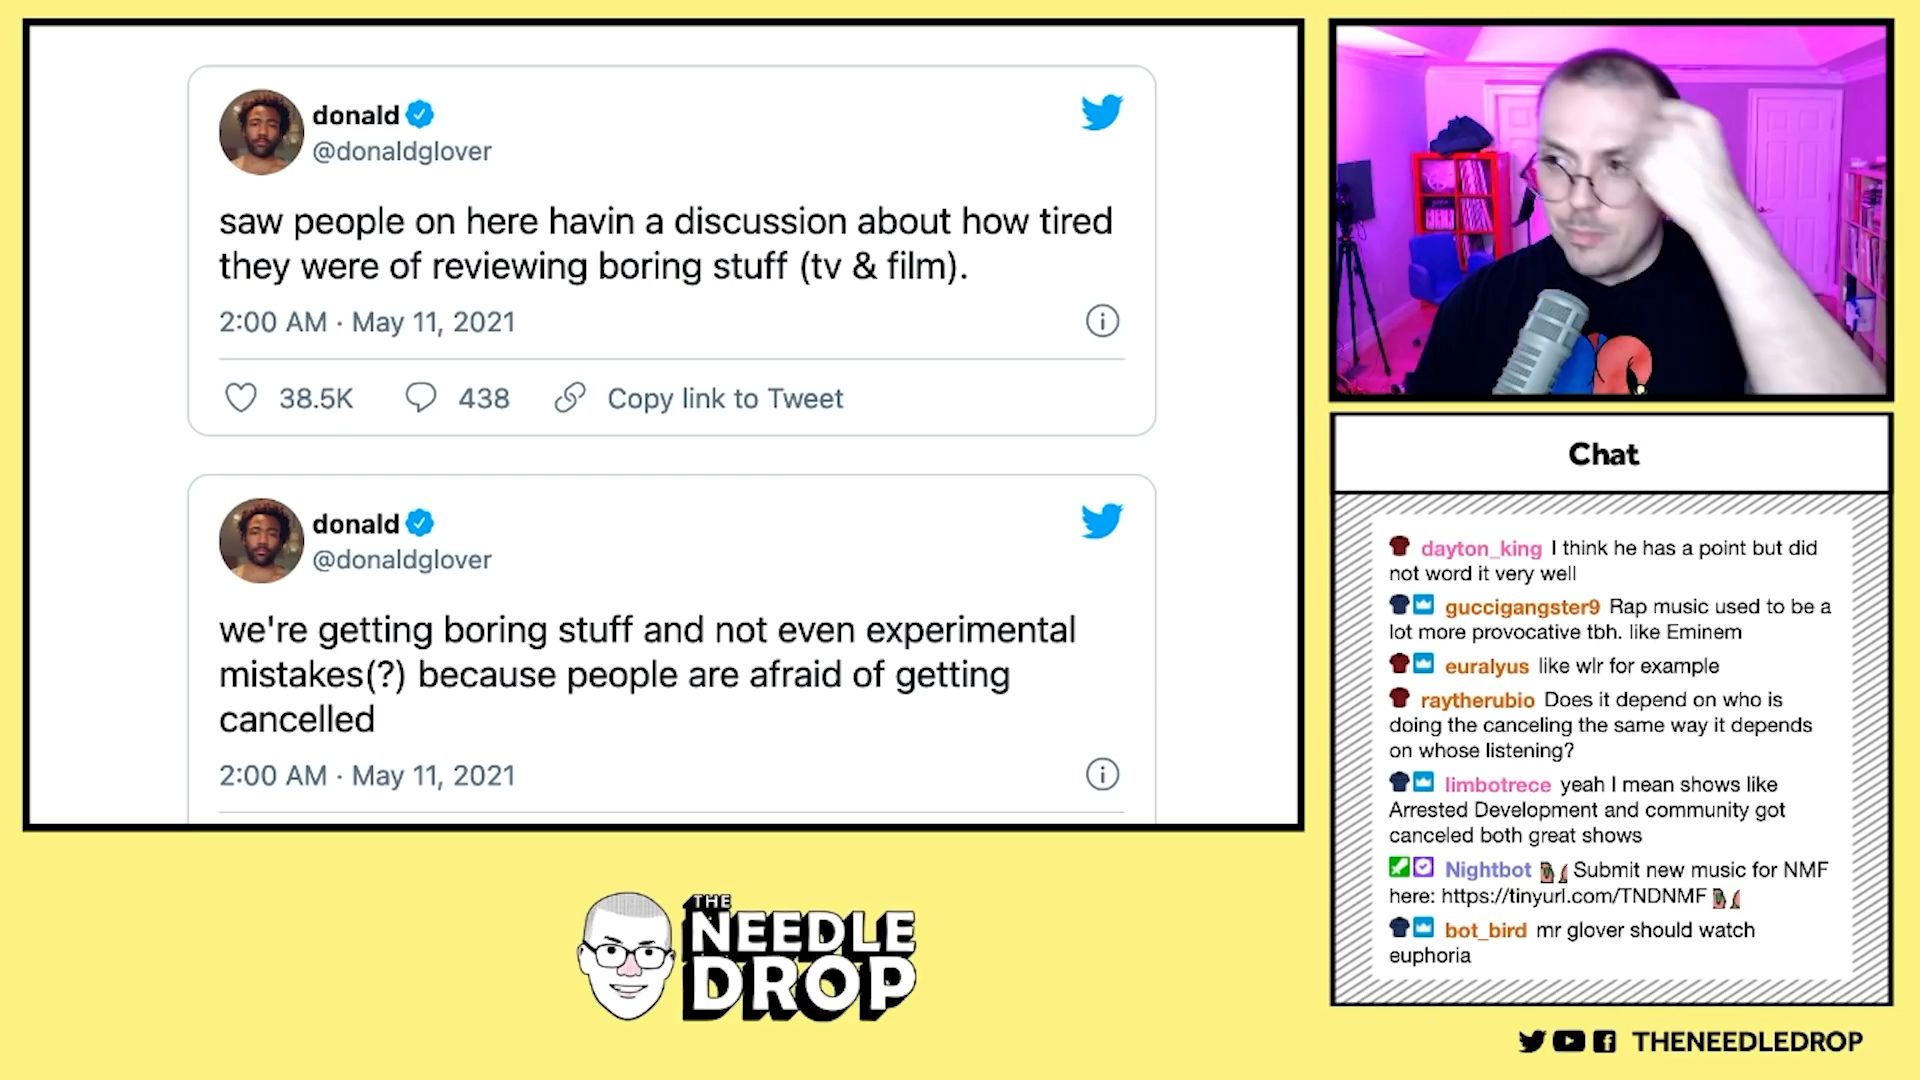 donald
@donaldglover
saw people on here havin a discussion about how tired
they were of reviewing boring stuff (tv & film).
2:00 AM · May 11, 2021
38.5K 438 Copy link to Tweet
donald
@donaldglover
we're getting boring stuff and not even experimental
mistakes(?) because people are afraid of getting
cancelled
2:00 AM · May 11, 2021
Chat
dayton_king I think he has a point but did
not word it very well
guccigangster9 Rap music used to be a
lot more provocative tbh. like Eminem
euralyus like wlr for example
raytherubio Does it depend on who is
doing the canceling the same way it depends
on whose listening?
limbotrece yeah I mean shows like
Arrested Development and community got
canceled both great shows
Nightbot Submit new music for NMF
here: https://tinyurl.com/TNDNMF
bot_bird mr glover should watch
euphoria
THE
NEEDLE
DROP
THENEEDLEDROP